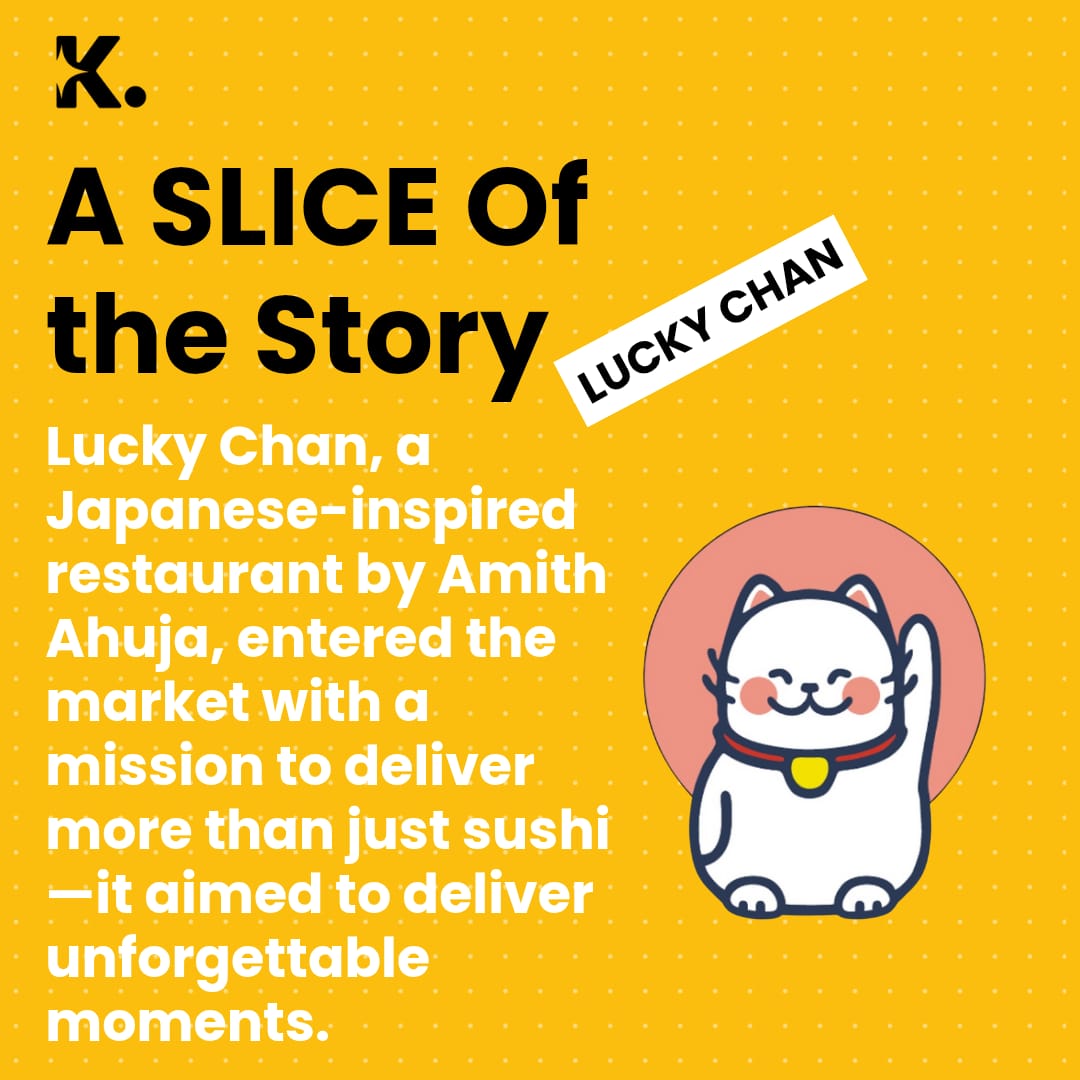 K.
A SLICE Of
the Story
LUCKY CHAN
Lucky Chan, a
Japanese-inspired
restaurant by Amith
Ahuja, entered the
market with a
mission to deliver
more than just sushi
—it aimed to deliver
unforgettable
moments.